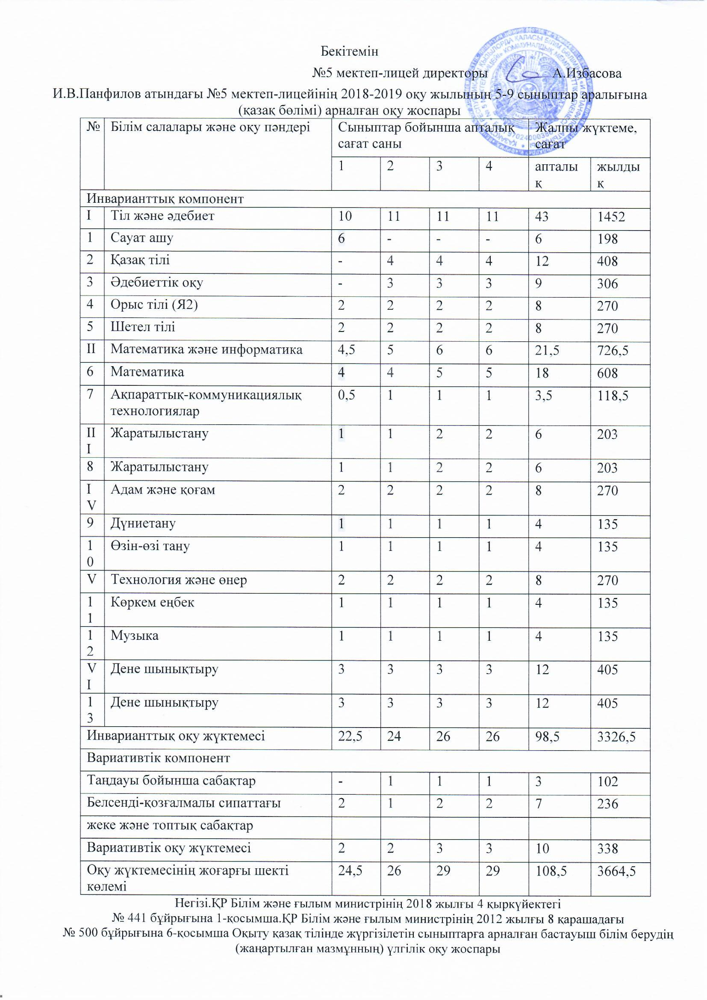 Бекітемін
№5 мектеп-лицей директоры А.Избасова
И.В.Панфилов атындағы №5 мектеп-лицейінің 2018-2019 оқу жылының 5-9 сыныптар аралығына
(қазақ бөлімі) арналған оқу жоспары
№ Білім салалары және оқу пәндері Сыныптар бойынша апталық Жалпы жүктеме,
сағат саны сағат
1 2 3 4 апталы жылды
қ қ
Инварианттық компонент
I Тіл және әдебиет 10 11 11 11 43 1452
1 Сауат ашу 6 - - - 6 198
2 Қазақ тілі - 4 4 4 12 408
3 Әдебиеттік оқу - 3 3 3 9 306
4 Орыс тілі (Я2) 2 2 2 2 8 270
5 Шетел тілі 2 2 2 2 8 270
II Математика және информатика 4,5 5 6 6 21,5 726,5
6 Математика 4 4 5 5 18 608
7 Ақпараттық-коммуникациялық 0,5 1 1 1 3,5 118,5
технологиялар
II Жаратылыстану 1 1 2 2 6 203
I
8 Жаратылыстану 1 1 2 2 6 203
I Адам және қоғам 2 2 2 2 8 270
V
9 Дүниетану 1 1 1 1 4 135
1 Өзін-өзі тану 1 1 1 1 4 135
0
V Технология және өнер 2 2 2 2 8 270
1 Көркем еңбек 1 1 1 1 4 135
1
1 Музыка 1 1 1 1 4 135
2
V Дене шынықтыру 3 3 3 3 12 405
I
1 Дене шынықтыру 3 3 3 3 12 405
3
Инварианттық оқу жүктемесі 22,5 24 26 26 98,5 3326,5
Вариативтік компонент
Таңдауы бойынша сабақтар - 1 1 1 3 102
Белсенді-қозғалмалы сипаттағы 2 1 2 2 7 236
жеке және топтық сабақтар
Вариативтік оқу жүктемесі 2 2 3 3 10 338
Оқу жүктемесінің жоғарғы шекті 24,5 26 29 29 108,5 3664,5
көлемі
Негізі.ҚР Білім және ғылым министрінің 2018 жылғы 4 қыркүйектегі
№ 441 бұйрығына 1-қосымша.ҚР Білім және ғылым министрінің 2012 жылғы 8 қарашадағы
№ 500 бұйрығына 6-қосымша Оқыту қазақ тілінде жүргізілетін сыныптарға арналған бастауыш білім берудің
(жаңартылған мазмұнның) үлгілік оқу жоспары